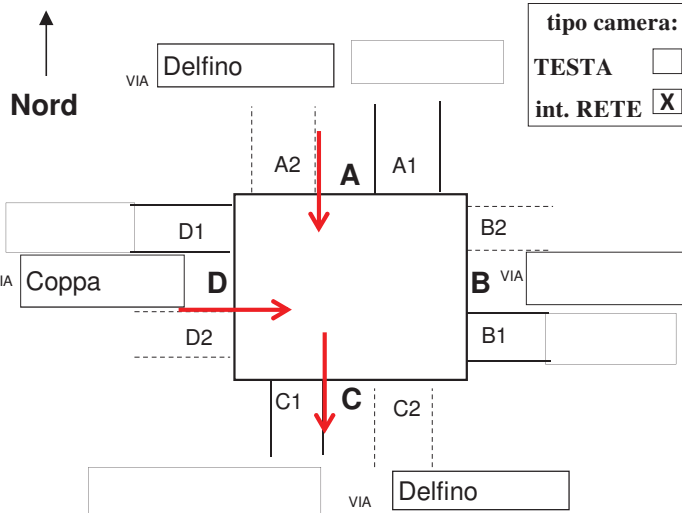 tipo camera:
VIA Delfino
TESTA
Nord
int. RETE X
A2 A A1
D1 B2
VIA Coppa D B VIA
D2 B1
C1 C C2
VIA Delfino